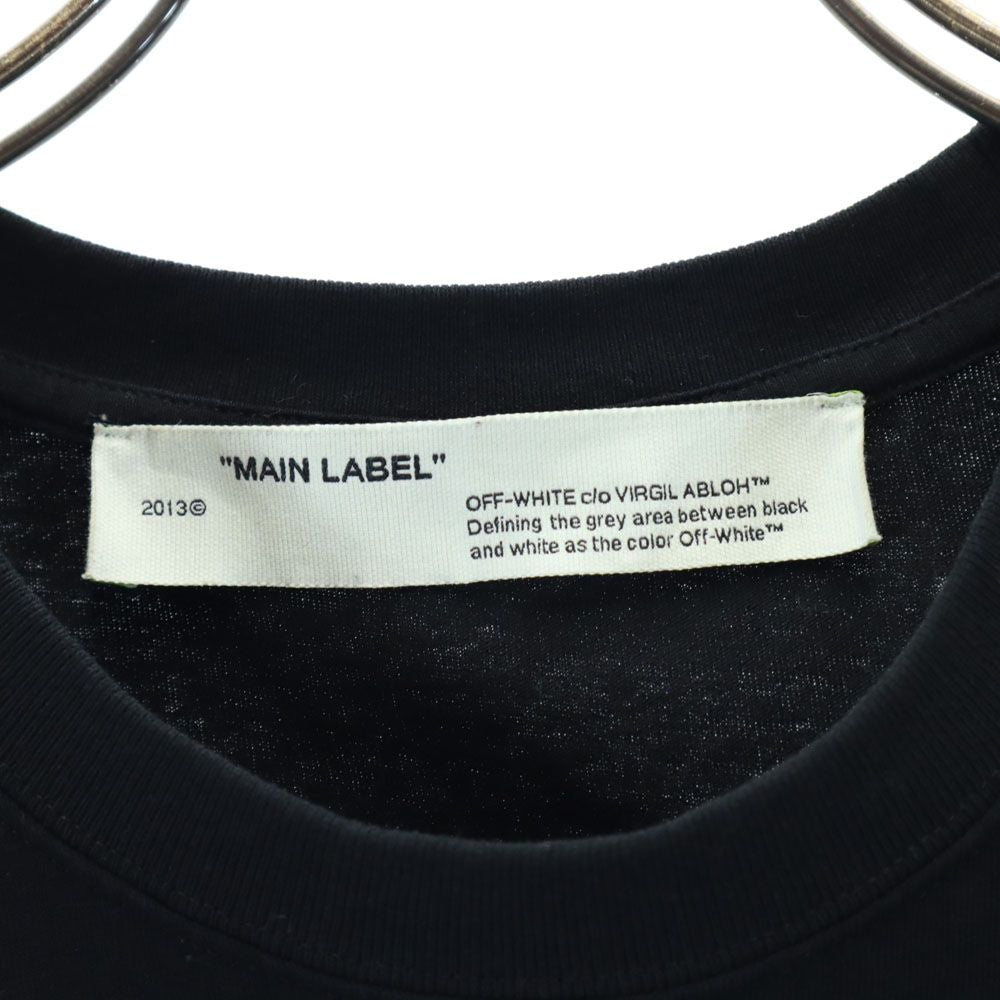 "MAIN LABEL"
2013©
OFF-WHITE c/o VIRGIL ABLOH™
Defining the grey area between black
and white as the color Off-White™